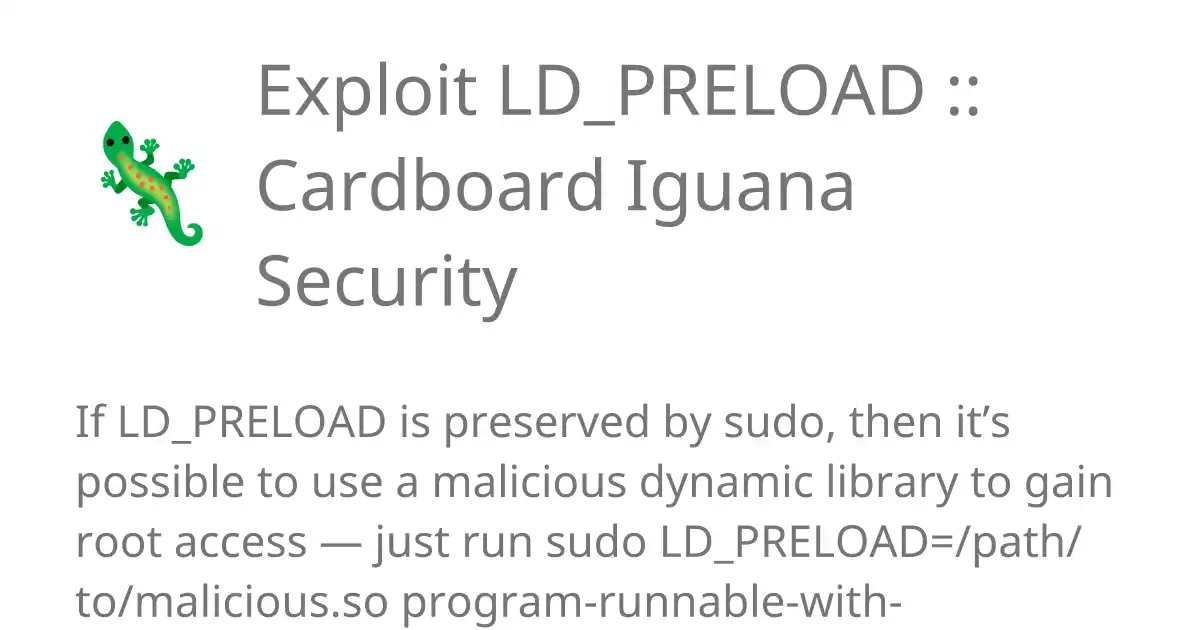 Exploit LD_PRELOAD ::
Cardboard Iguana
Security
If LD_PRELOAD is preserved by sudo, then it’s
possible to use a malicious dynamic library to gain
root access — just run sudo LD_PRELOAD=/path/
to/malicious.so program-runnable-with-